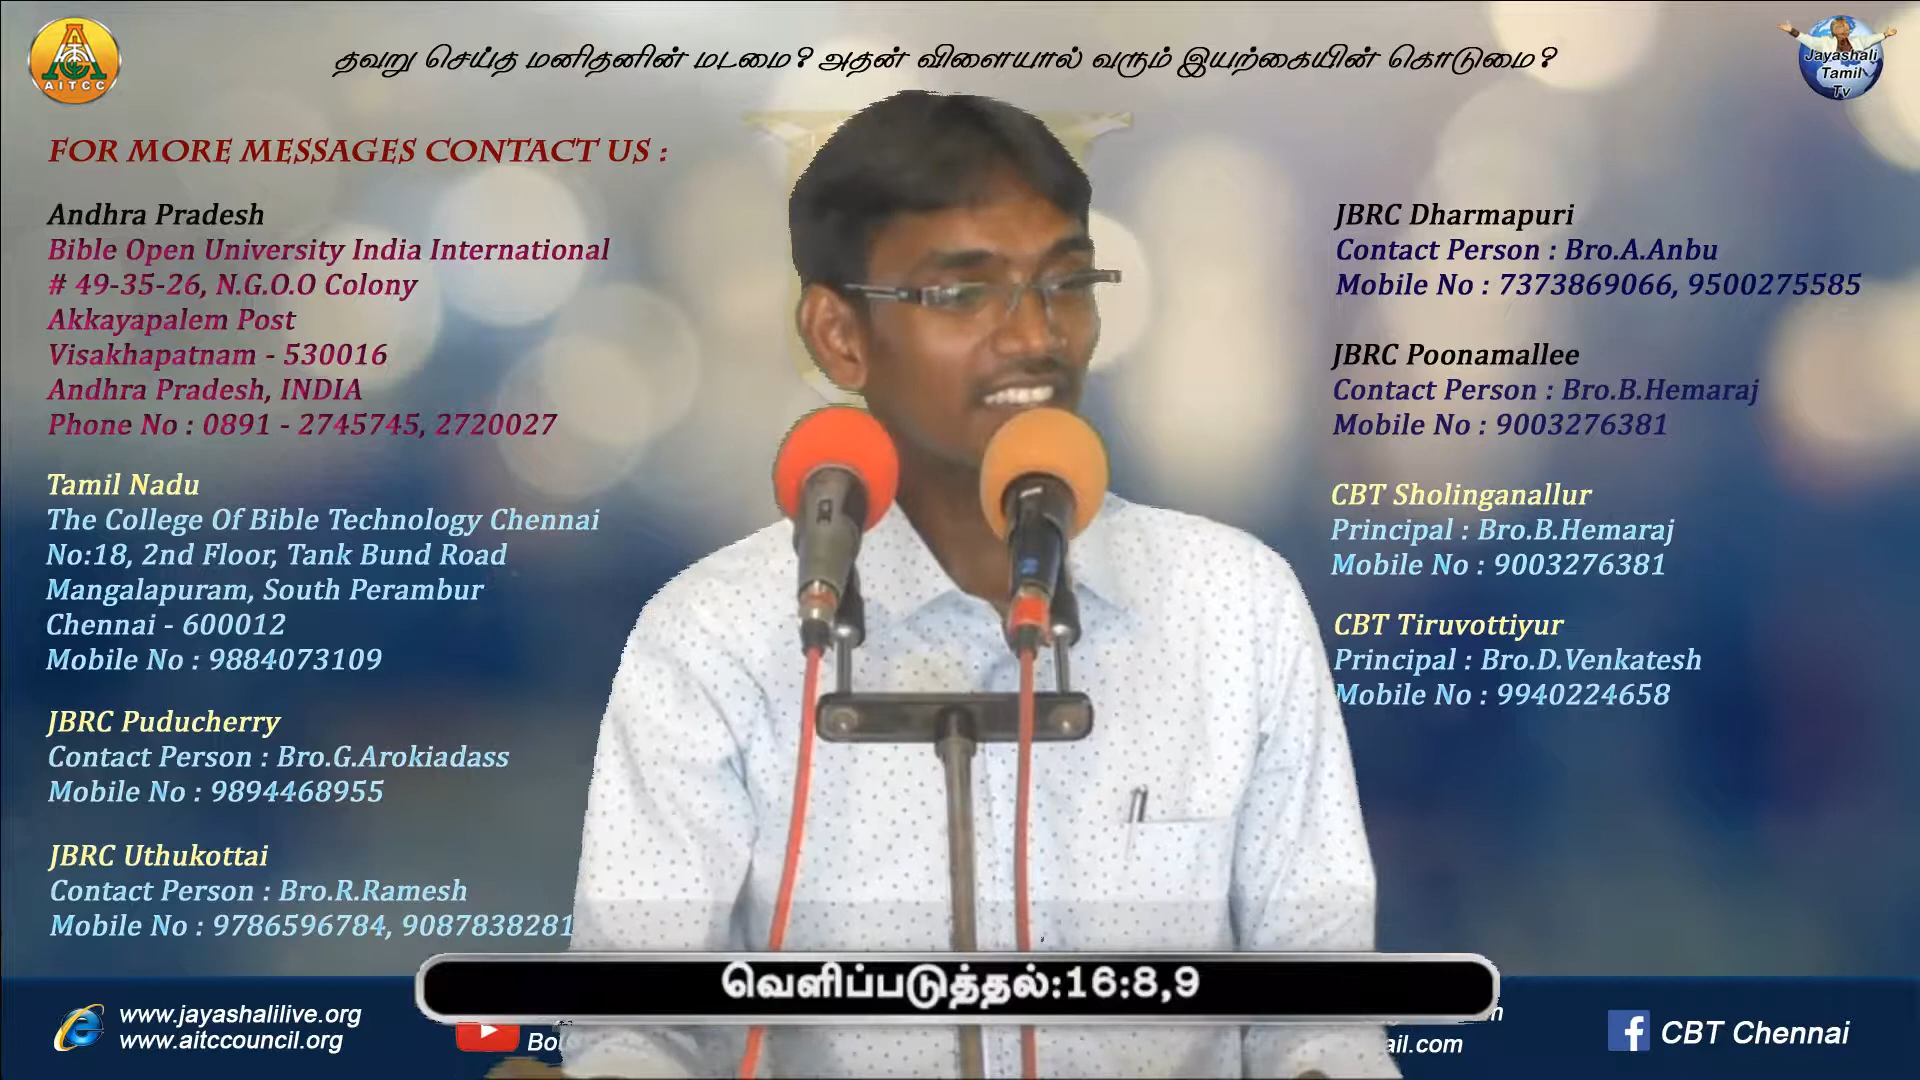 AITCC
தவறு செய்த மனிதனின் மடமை? அதன் விளையால் வரும் இயற்கையின் கொடுமை?
Jayashali
Tamil
Tv
FOR MORE MESSAGES CONTACT US :
Andhra Pradesh
Bible Open University India International
# 49-35-26, N.G.O.O Colony
Akkayapalem Post
Visakhapatnam - 530016
Andhra Pradesh, INDIA
Phone No : 0891 - 2745745, 2720027
Tamil Nadu
The College Of Bible Technology Chennai
No:18, 2nd Floor, Tank Bund Road
Mangalapuram, South Perambur
Chennai - 600012
Mobile No : 9884073109
JBRC Puducherry
Contact Person : Bro.G.Arokiadass
Mobile No : 9894468955
JBRC Uthukottai
Contact Person : Bro.R.Ramesh
Mobile No : 9786596784, 9087838281
JBRC Dharmapuri
Contact Person : Bro.A.Anbu
Mobile No : 7373869066, 9500275585
JBRC Poonamallee
Contact Person : Bro.B.Hemaraj
Mobile No : 9003276381
CBT Sholinganallur
Principal : Bro.B.Hemaraj
Mobile No : 9003276381
CBT Tiruvottiyur
Principal : Bro.D.Venkatesh
Mobile No : 9940224658
வெளிப்படுத்தல்:16:8,9
www.jayashalilive.org
www.aitccouncil.org
CBT Chennai